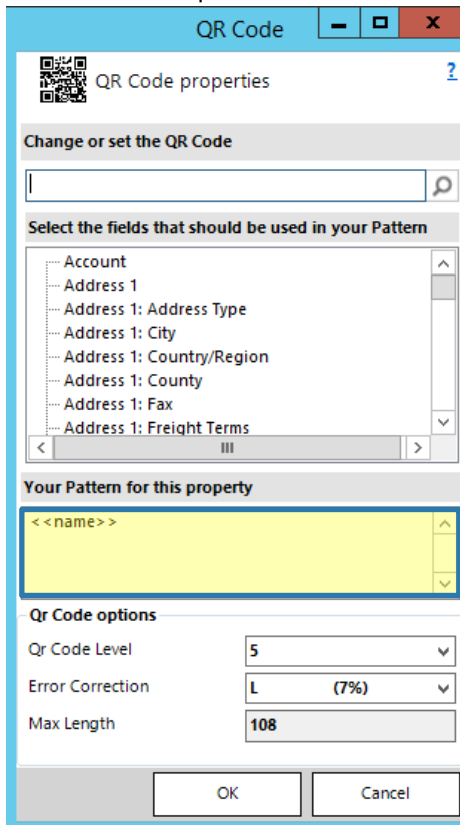 QR Code
x
QR Code properties
?
Change or set the QR Code
Select the fields that should be used in your Pattern
Account
Address 1
Address 1: Address Type
Address 1: City
Address 1: Country/Region
Address 1: County
Address 1: Fax
Address 1: Freight Terms
Your Pattern for this property
<<name>>
Qr Code options
Qr Code Level 5
Error Correction L (7%)
Max Length 108
OK Cancel